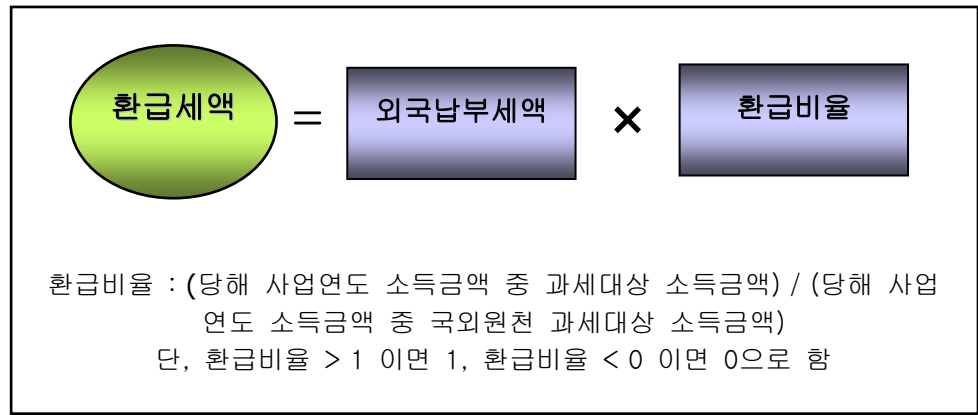 환급세액 = 외국납부세액 × 환급비율
환급비율 : (당해 사업연도 소득금액 중 과세대상 소득금액) / (당해 사업
연도 소득금액 중 국외원천 과세대상 소득금액)
단, 환급비율 > 1 이면 1, 환급비율 < 0 이면 0으로 함